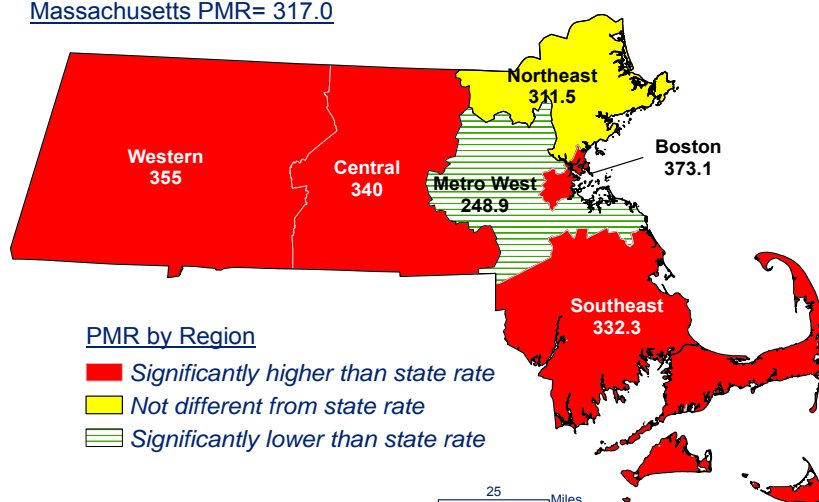 Massachusetts PMR= 317.0
Northeast
311.5
Boston
373.1
Western
355
Central
340
Metro West
248.9
Southeast
332.3
PMR by Region
Significantly higher than state rate
Not different from state rate
Significantly lower than state rate
25
Miles